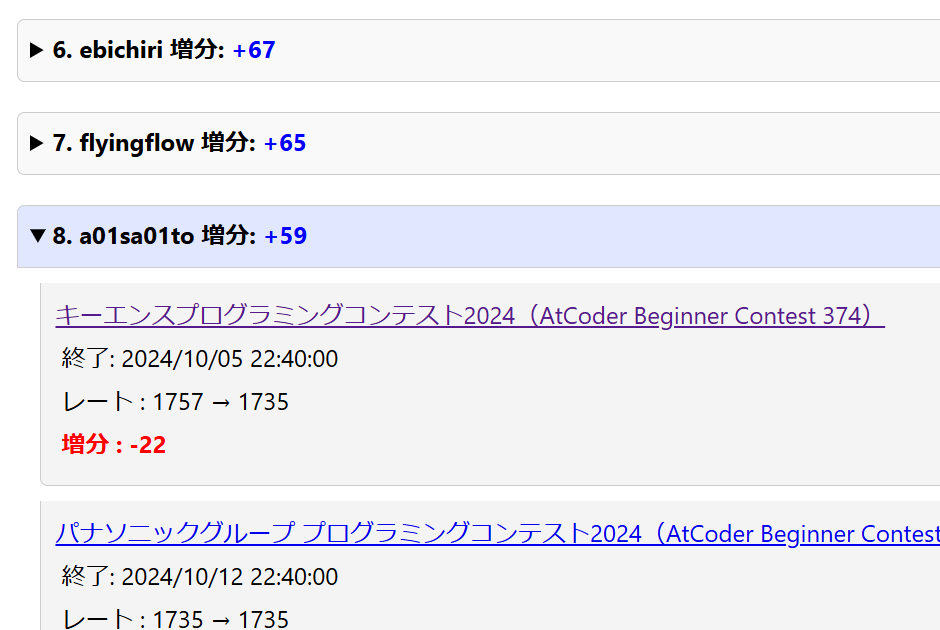 ▶ 6. ebichiri 増分: +67
▶ 7. flyingflow 増分: +65
▼ 8. a01sa01to 増分: +59
キーエンスプログラミングコンテスト2024（AtCoder Beginner Contest 374）
終了: 2024/10/05 22:40:00
レート : 1757 → 1735
増分 : -22
パナソニックグループ プログラミングコンテスト2024（AtCoder Beginner Contest
終了: 2024/10/12 22:40:00
レート : 1735 → 1735